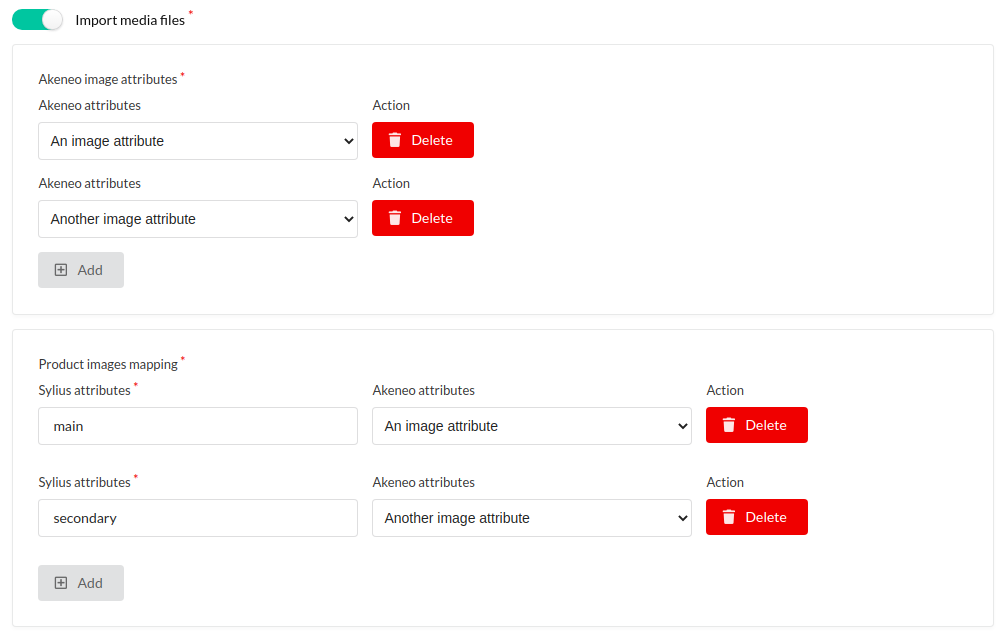 Import media files *
Akeneo image attributes *
Akeneo attributes Action
An image attribute Delete
Akeneo attributes Action
Another image attribute Delete
Add
Product images mapping *
Sylius attributes * Akeneo attributes Action
main An image attribute Delete
Sylius attributes * Akeneo attributes Action
secondary Another image attribute Delete
Add